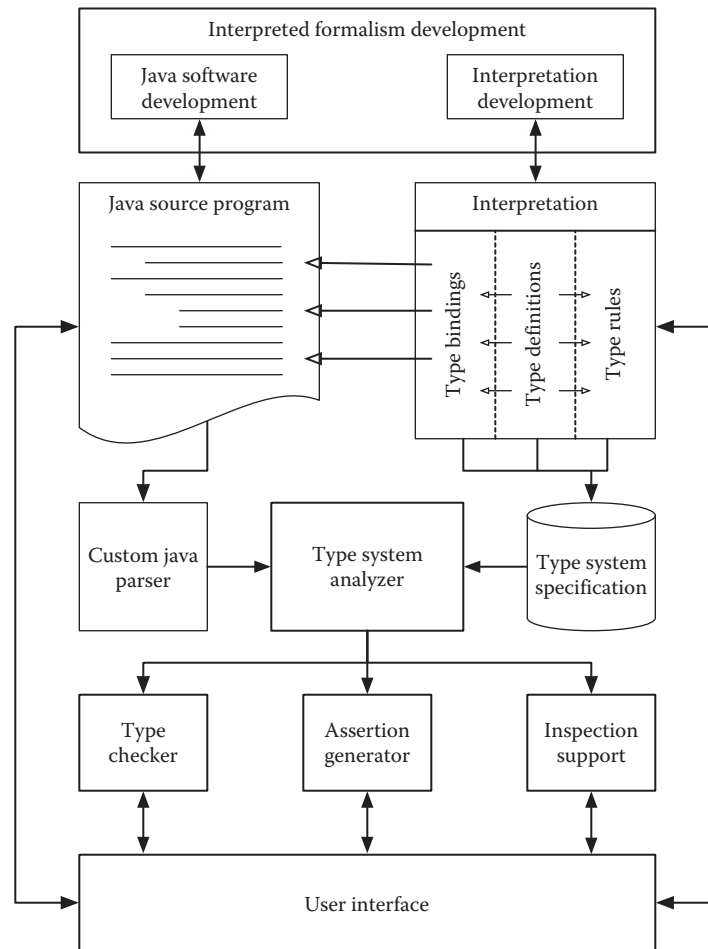 Interpreted formalism development
Java software
development
Interpretation
development
Java source program
Interpretation
Type bindings
Type definitions
Type rules
Custom java
parser
Type system
analyzer
Type system
specification
Type
checker
Assertion
generator
Inspection
support
User interface